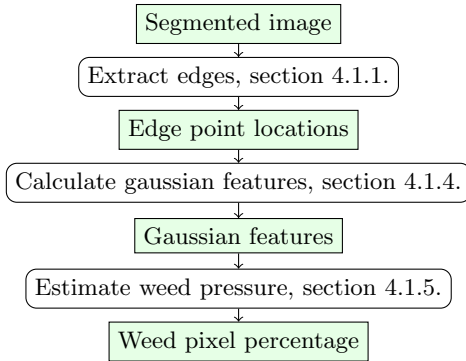 Segmented image
Extract edges, section 4.1.1.
Edge point locations
Calculate gaussian features, section 4.1.4.
Gaussian features
Estimate weed pressure, section 4.1.5.
Weed pixel percentage